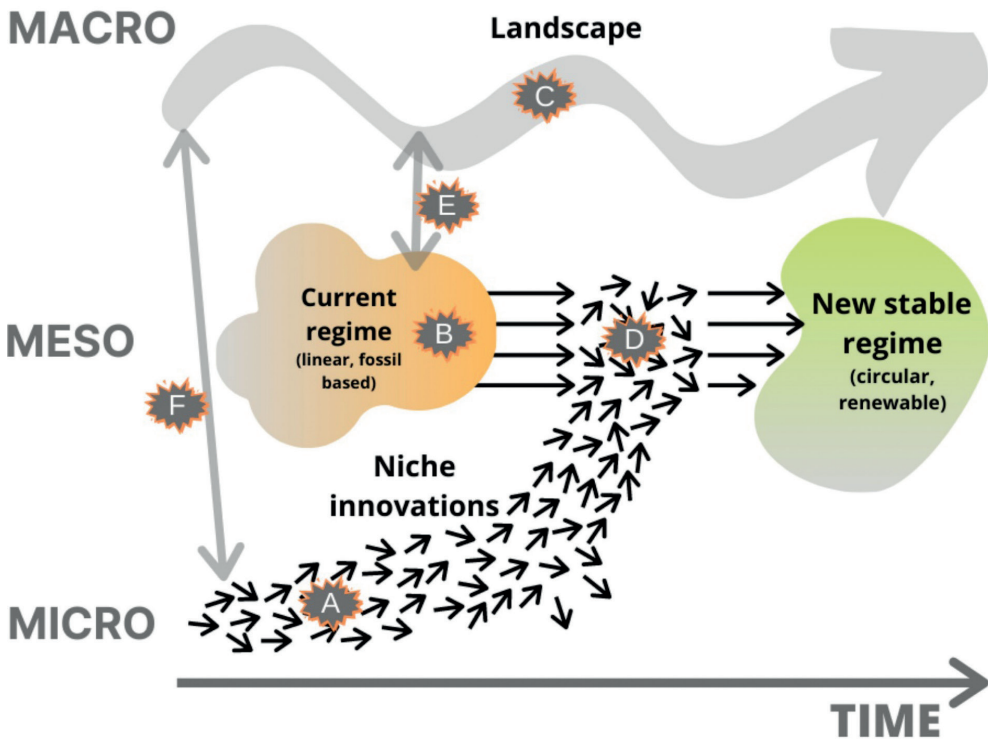 MACRO
Landscape
C
E
Current
regime
(linear, fossil
based)
B
D
New stable
regime
(circular,
renewable)
MESO
F
Niche
innovations
A
MICRO
TIME